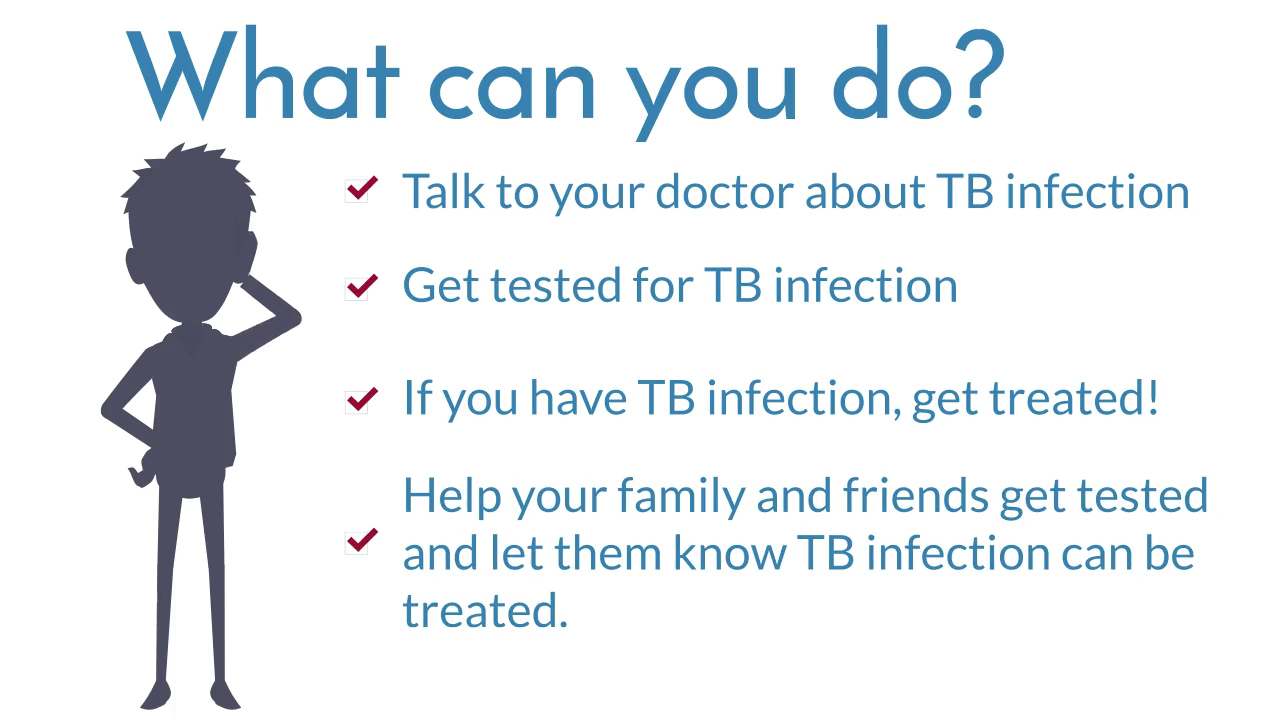 What can you do?
Talk to your doctor about TB infection
Get tested for TB infection
If you have TB infection, get treated!
Help your family and friends get tested
and let them know TB infection can be
treated.